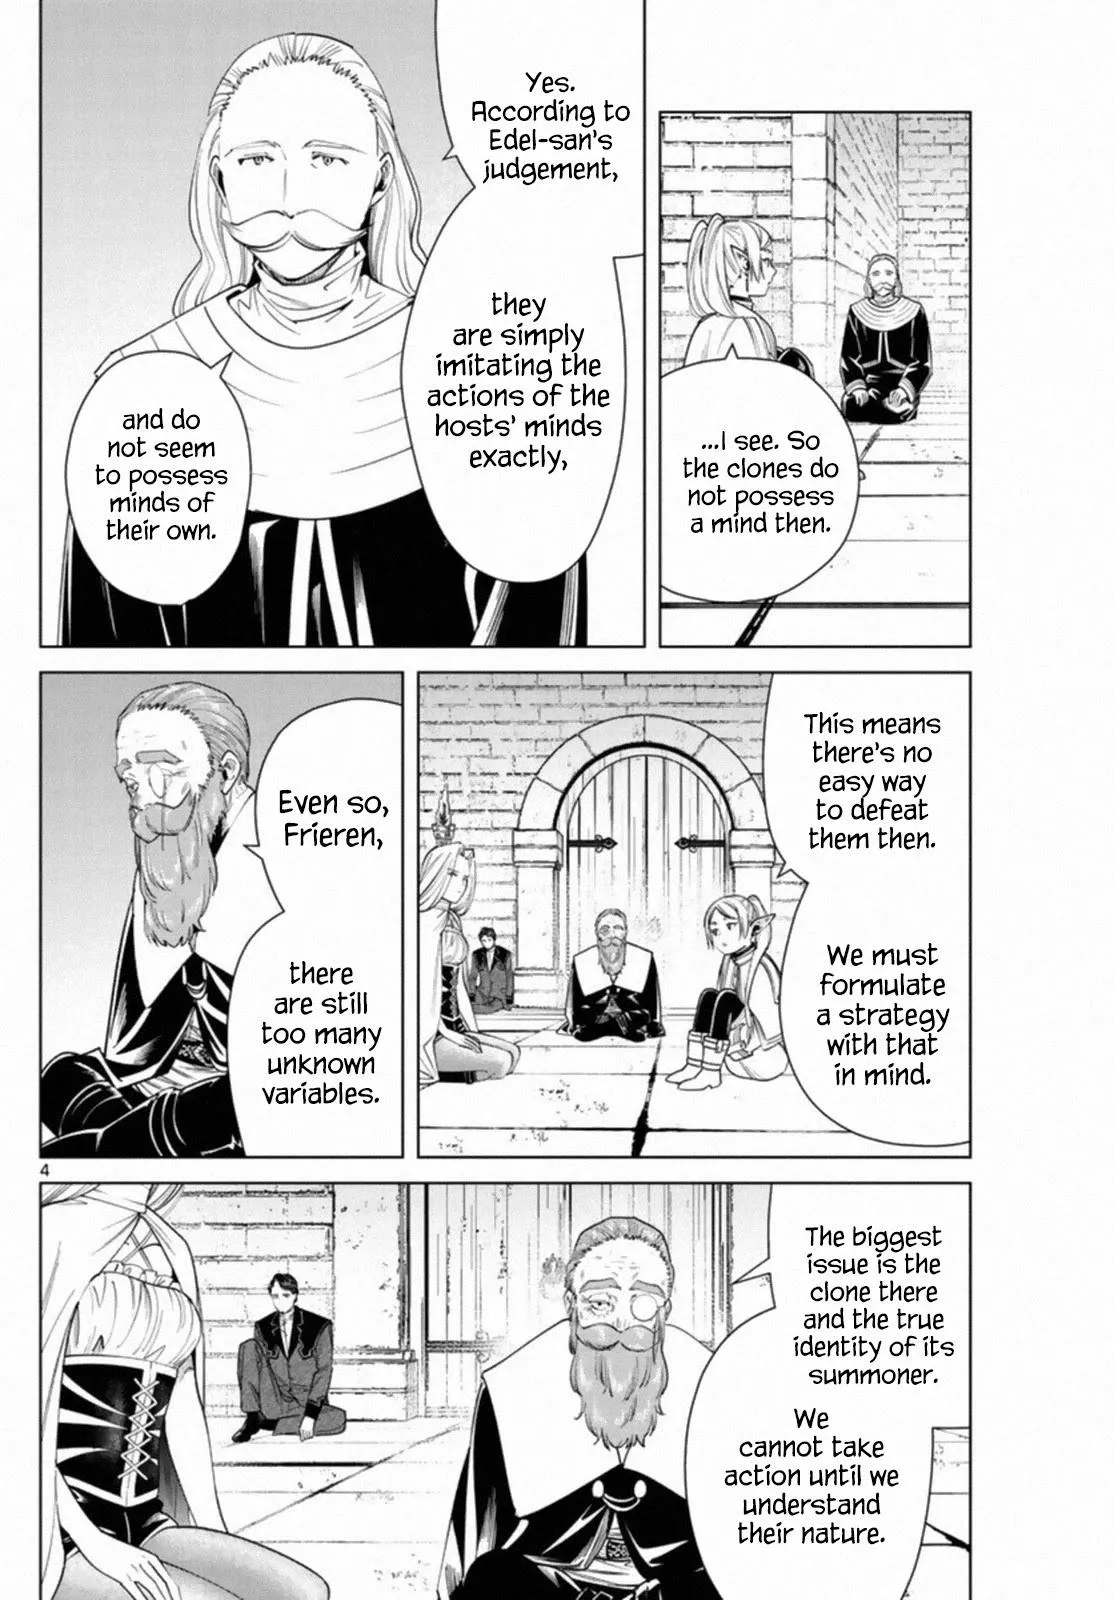 ...I see. So
the clones do
not possess
a mind then.
Yes.
According to
Edel-san's
judgement,
they
are simply
imitating the
actions of the
hosts' minds
exactly,
and do
not seem
to possess
minds of
their own.
This means
there's no
easy way
to defeat
them then.
We must
formulate
a strategy
with that
in mind.
Even so,
Frieren,
there
are still
too many
unknown
variables.
4
The biggest
issue is the
clone there
and the true
identity of its
summoner.
We
cannot take
action until we
understand
their nature.